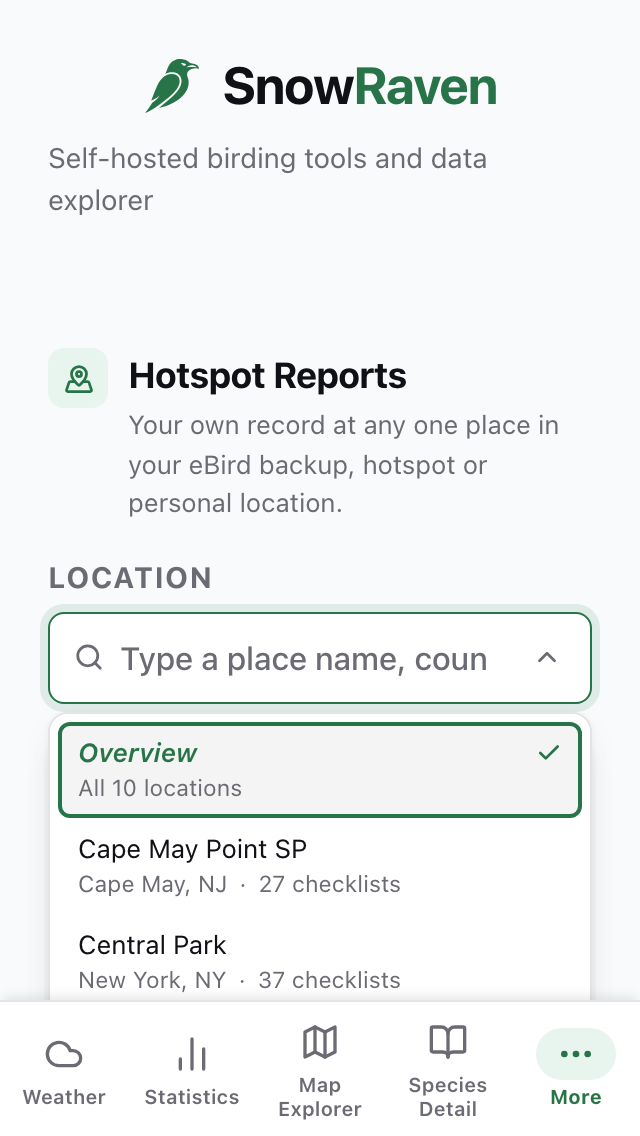 SnowRaven
Self-hosted birding tools and data
explorer
Hotspot Reports
Your own record at any one place in
your eBird backup, hotspot or
personal location.
LOCATION
Type a place name, coun
Overview
All 10 locations
Cape May Point SP
Cape May, NJ · 27 checklists
Central Park
New York, NY · 37 checklists
Weather
Statistics
Map
Explorer
Species
Detail
More